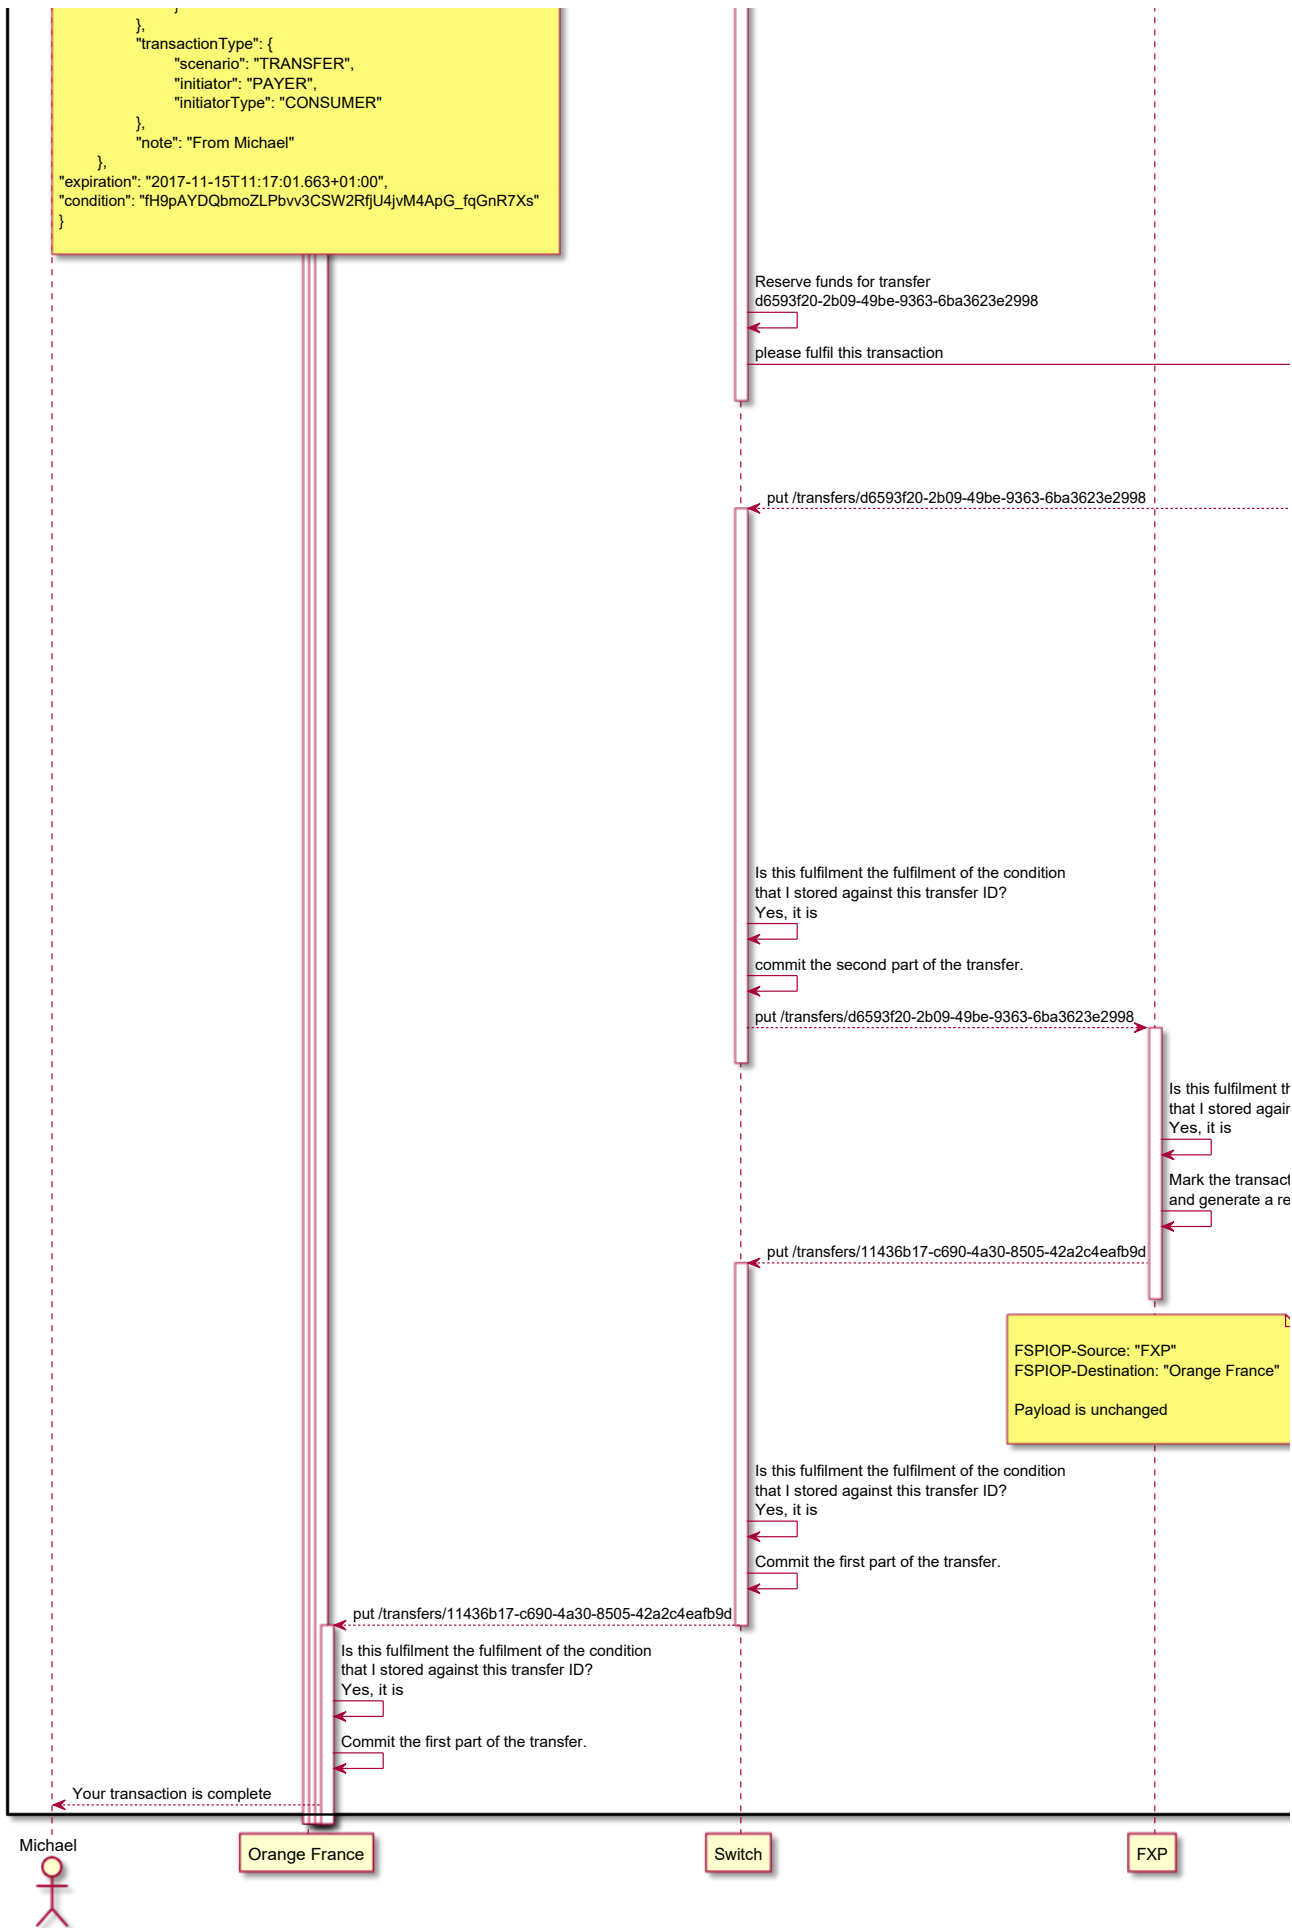 }
},
"transactionType": {
"scenario": "TRANSFER",
"initiator": "PAYER",
"initiatorType": "CONSUMER"
},
"note": "From Michael"
},
"expiration": "2017-11-15T11:17:01.663+01:00",
"condition": "fH9pAYDQbmoZLPbvv3CSW2RfjU4jvM4ApG_fqGnR7Xs"
}
Reserve funds for transfer
d6593f20-2b09-49be-9363-6ba3623e2998
please fulfil this transaction
put /transfers/d6593f20-2b09-49be-9363-6ba3623e2998
Is this fulfilment the fulfilment of the condition
that I stored against this transfer ID?
Yes, it is
commit the second part of the transfer.
put /transfers/d6593f20-2b09-49be-9363-6ba3623e2998
Is this fulfilment
that I stored
Yes, it is
Mark the
and generate a
put /transfers/11436b17-c690-4a30-8505-42a2c4eafb9d
FSPIOP-Source: "FXP"
FSPIOP-Destination: "Orange France"
Payload is unchanged
Is this fulfilment the fulfilment of the condition
that I stored against this transfer ID?
Yes, it is
Commit the first part of the transfer.
put /transfers/11436b17-c690-4a30-8505-42a2c4eafb9d
Is this fulfilment the fulfilment of the condition
that I stored against this transfer ID?
Yes, it is
Commit the first part of the transfer.
Your transaction is complete
Michael
Orange France
Switch
FXP